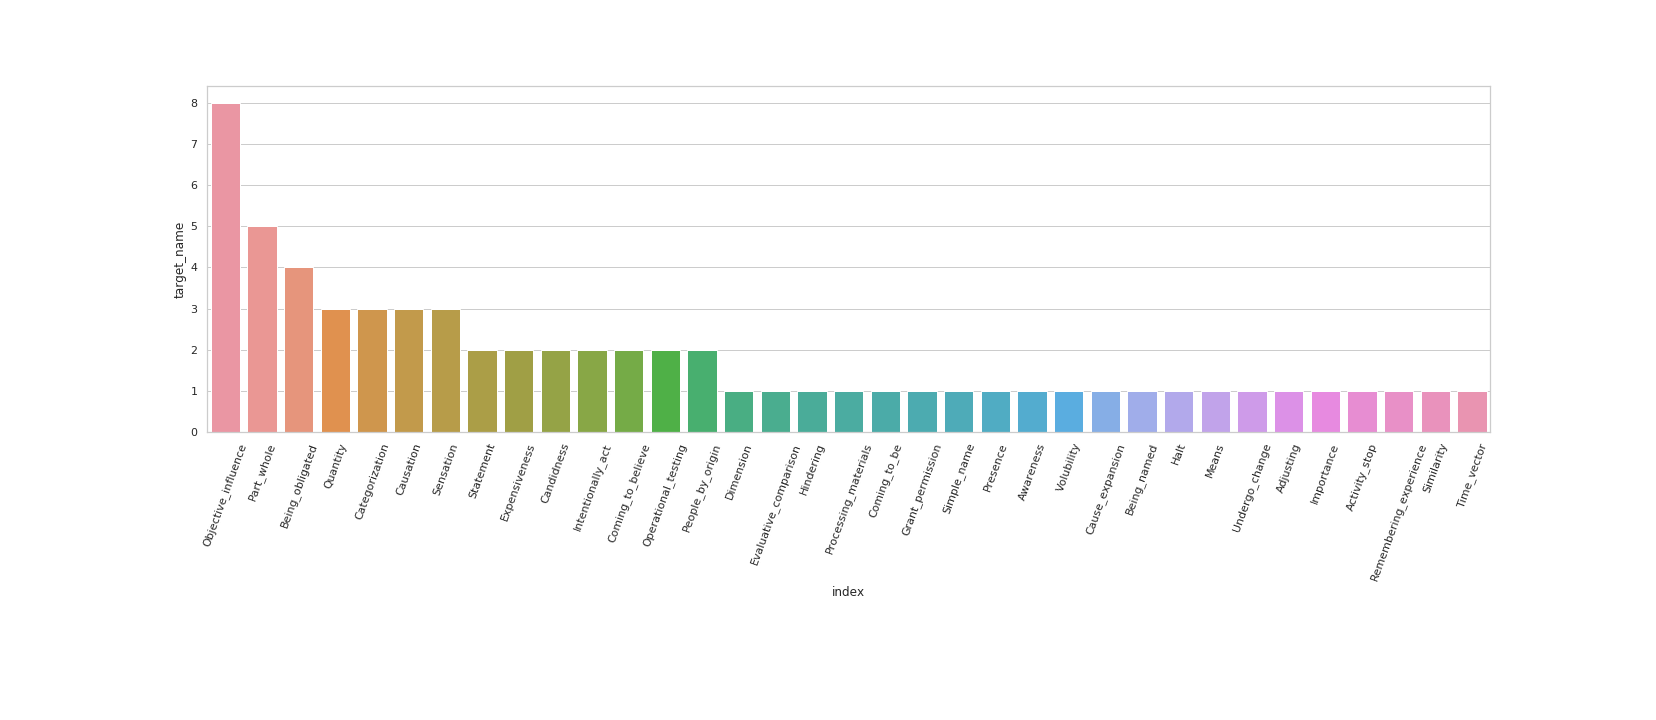 8
7
6
5
4
3
2
1
0
target_name
Objective_influence
Part_whole
Being_obligated
Quantity
Categorization
Causation
Sensation
Statement
Expensiveness
Candidness
Intentionally_act
Coming_to_believe
Operational_testing
People_by_origin
Dimension
Evaluative_comparison
Hindering
Processing_materials
Coming_to_be
Grant_permission
Simple_name
Presence
Awareness
Volubility
Cause_expansion
Being_named
Halt
Means
Undergo_change
Adjusting
Importance
Activity_stop
Remembering_experience
Similarity
Time_vector
index